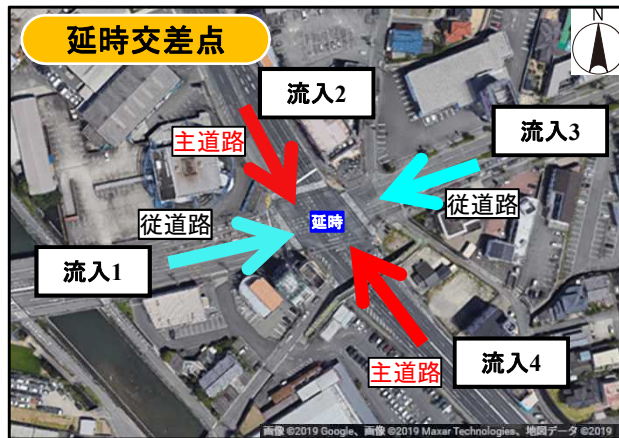 延時交差点
N
流入2
主道路
流入3
従道路
延時
従道路
流入1
流入4
主道路
画像 ©2019 Google、画像 ©2019 Maxar Technologies、地図データ ©2019